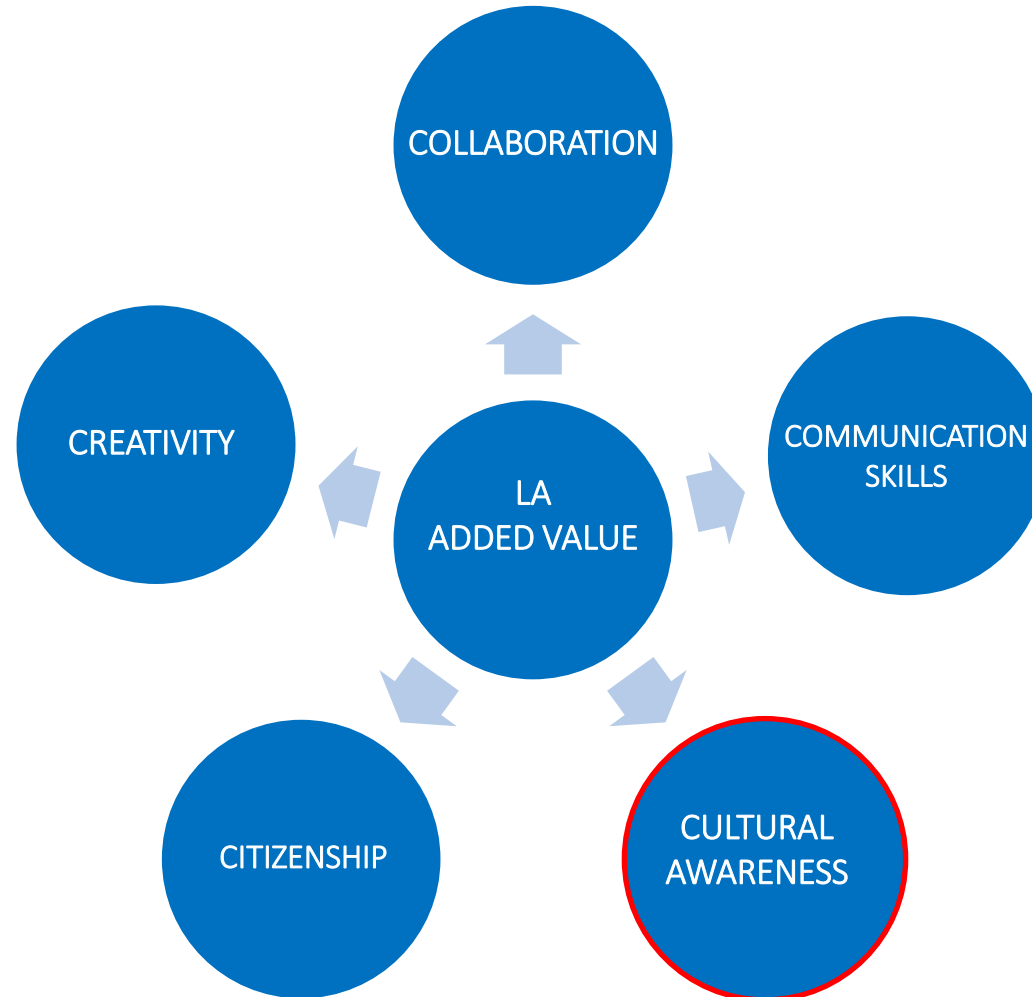 COLLABORATION
CREATIVITY
COMMUNICATION
SKILLS
LA
ADDED VALUE
CITIZENSHIP
CULTURAL
AWARENESS